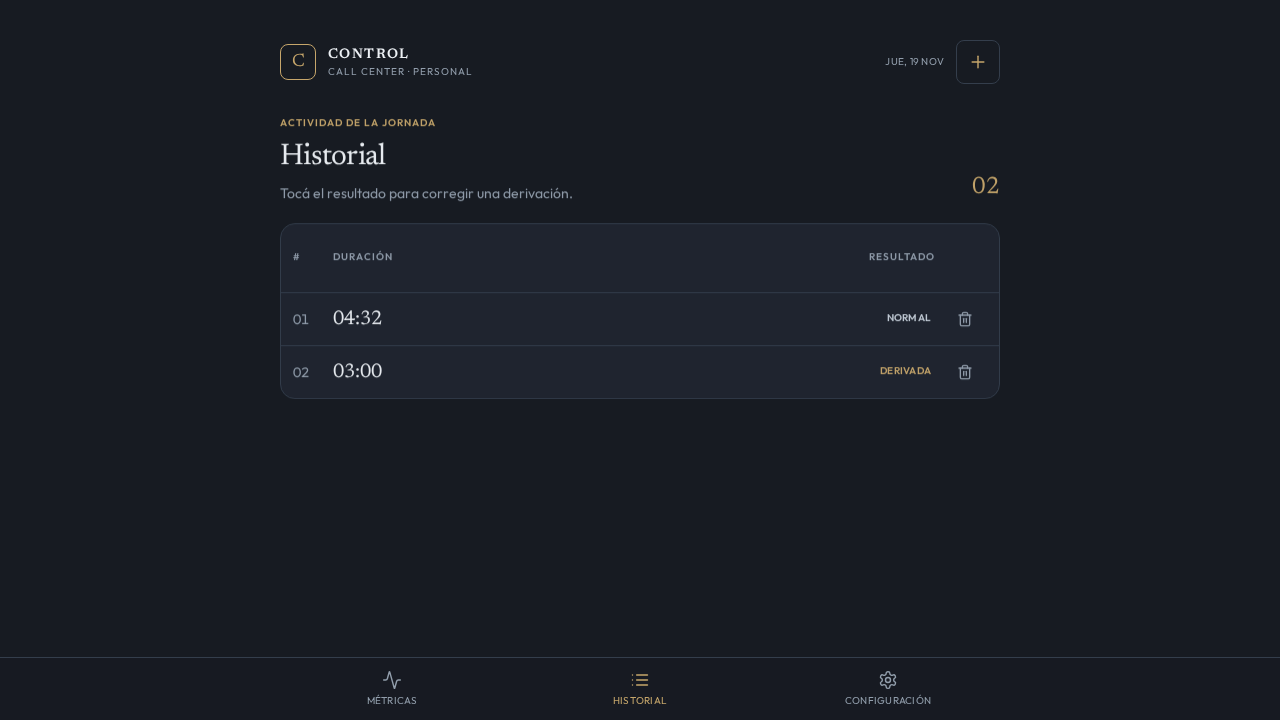 C
CONTROL
CALL CENTER · PERSONAL
JUE, 19 NOV
ACTIVIDAD DE LA JORNADA
Historial
Tocá el resultado para corregir una derivación.
02
# DURACIÓN RESULTADO
01 04:32 NORMAL
02 03:00 DERIVADA
MÉTRICAS
HISTORIAL
CONFIGURACIÓN